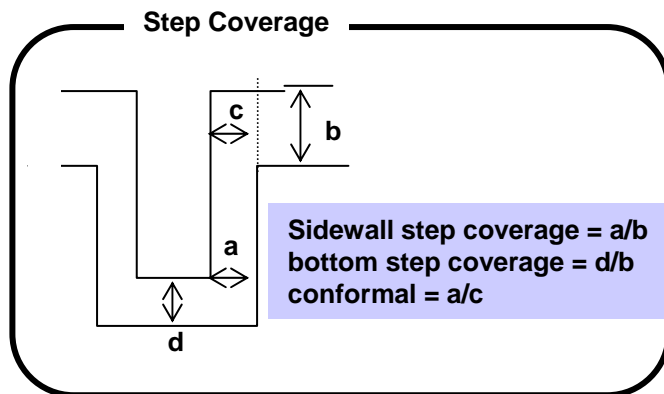 Step Coverage
c
b
a
d
Sidewall step coverage = a/b
bottom step coverage = d/b
conformal = a/c